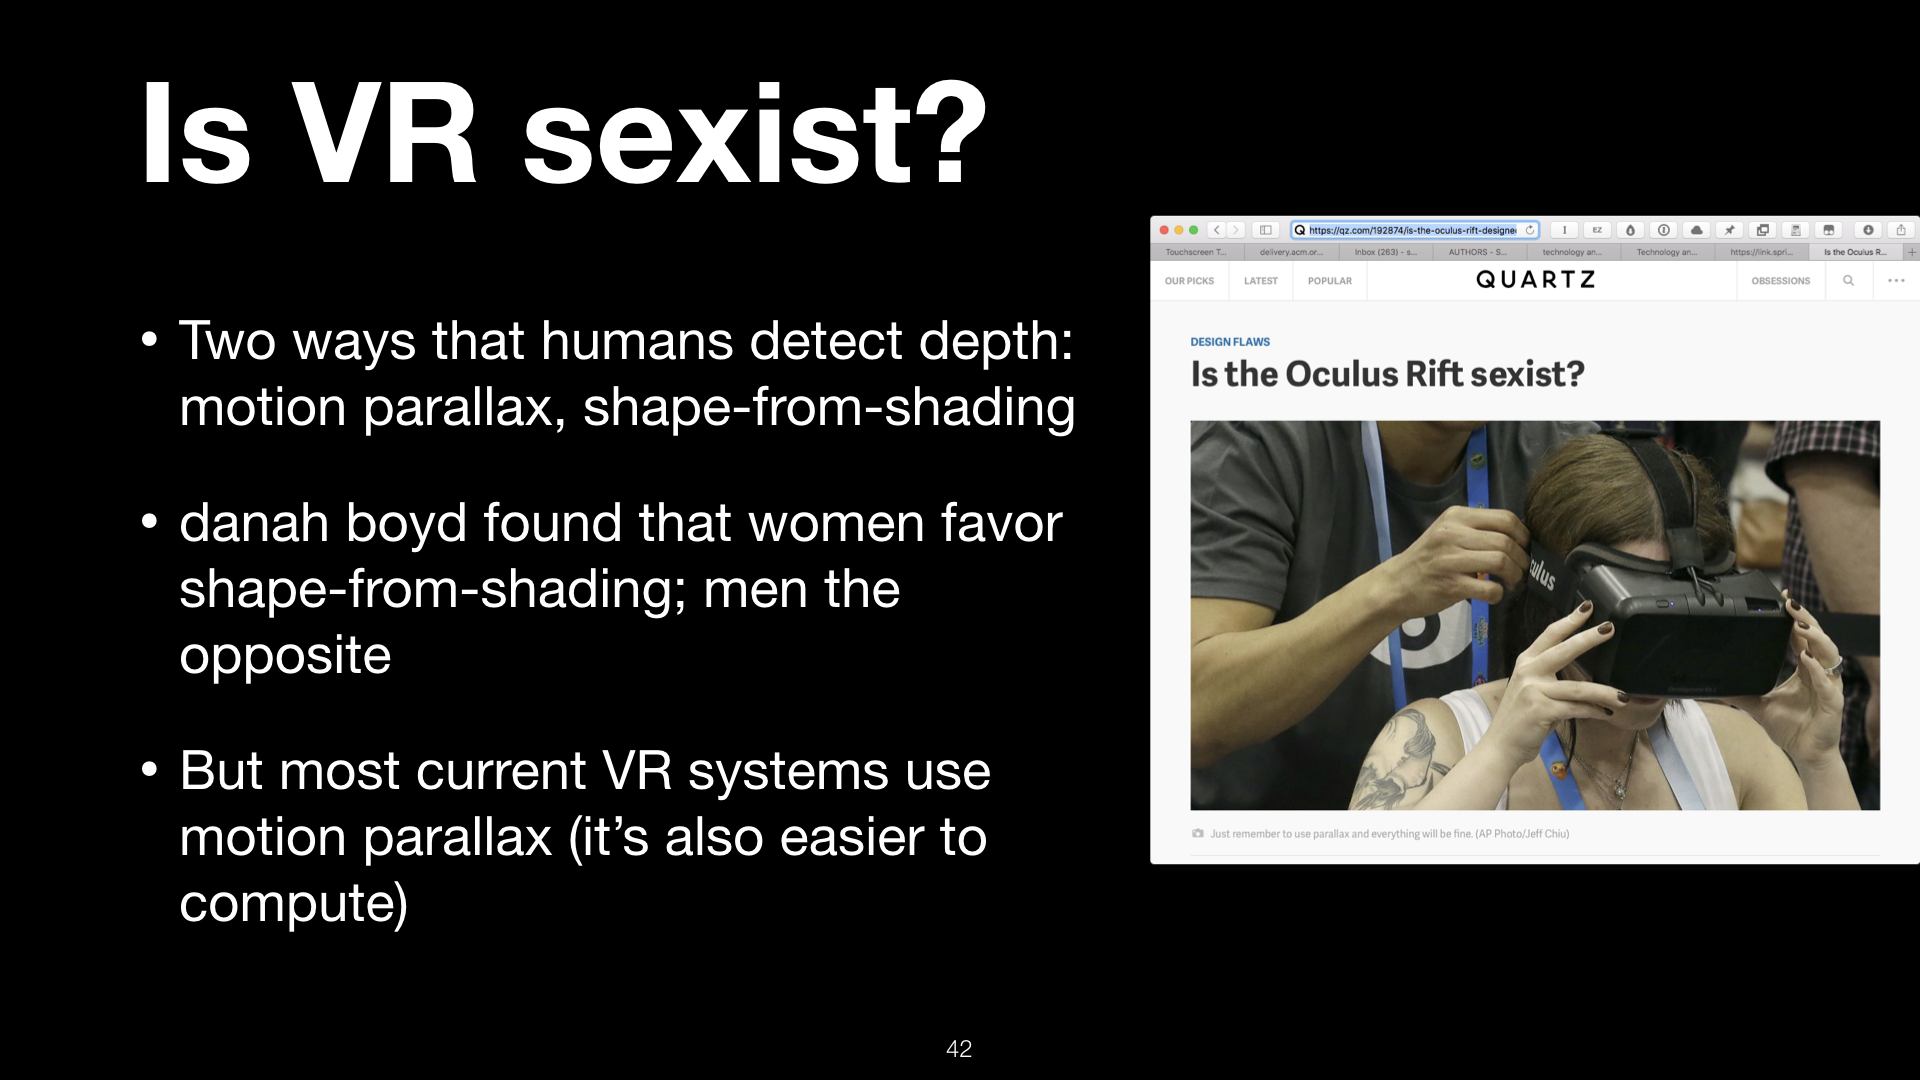 Is VR sexist?
• Two ways that humans detect depth:
motion parallax, shape-from-shading
• danah boyd found that women favor
shape-from-shading; men the
opposite
• But most current VR systems use
motion parallax (it’s also easier to
compute)
https://qz.com/192874/is-the-oculus-rift-designe
EZ
Touchscreen T... delivery.acm.or... Inbox (263) - s... AUTHORS - S... technology an... Technology an... https://link.spri... Is the Oculus R...
OUR PICKS LATEST POPULAR QUARTZ OBSESSIONS
DESIGN FLAWS
Is the Oculus Rift sexist?
culus
Just remember to use parallax and everything will be fine. (AP Photo/Jeff Chiu)
42